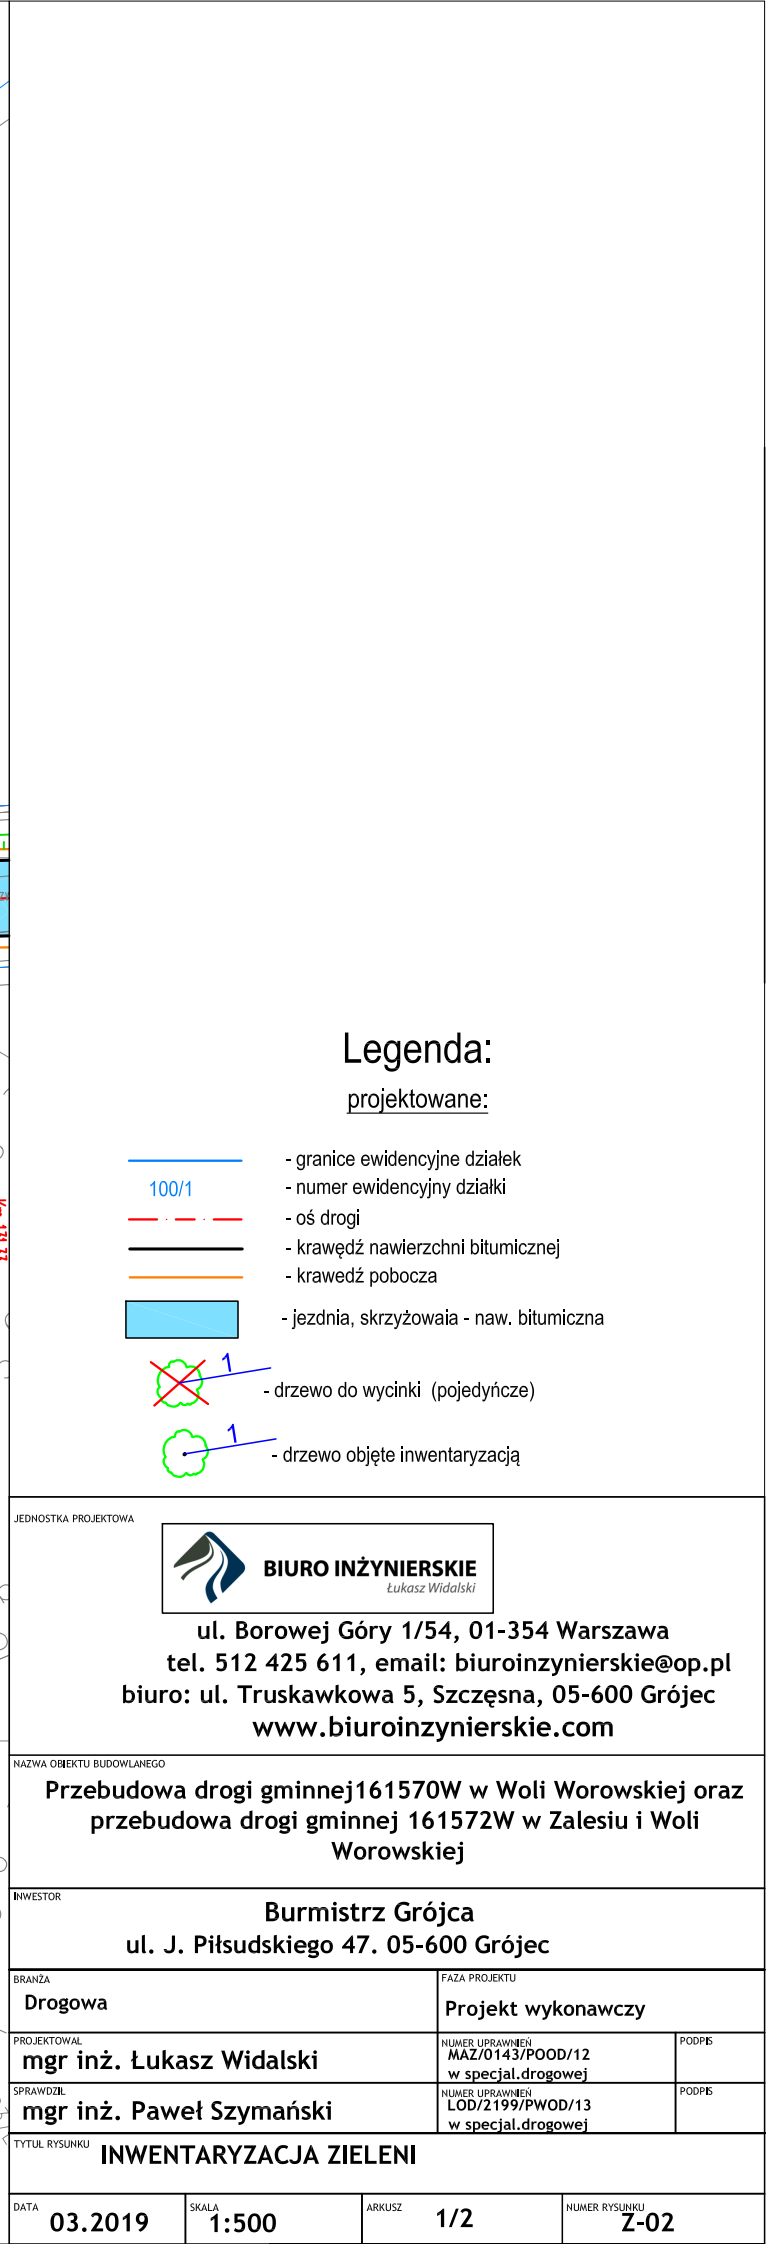 Legenda:
projektowane:
- granice ewidencyjne działek
100/1 - numer ewidencyjny działki
- oś drogi
- krawędź nawierzchni bitumicznej
- krawedź pobocza
- jezdnia, skrzyżowaia - naw. bitumiczna
1
- drzewo do wycinki (pojedyńcze)
1
- drzewo objęte inwentaryzacją
JEDNOSTKA PROJEKTOWA
BIURO INŻYNIERSKIE
Łukasz Widalski
ul. Borowej Góry 1/54, 01-354 Warszawa
tel. 512 425 611, email: biuroinzynierskie@op.pl
biuro: ul. Truskawkowa 5, Szczęsna, 05-600 Grójec
www.biuroinzynierskie.com
NAZWA OBIEKTU BUDOWLANEGO
Przebudowa drogi gminnej161570W w Woli Worowskiej oraz
przebudowa drogi gminnej 161572W w Zalesiu i Woli
Worowskiej
INWESTOR
Burmistrz Grójca
ul. J. Piłsudskiego 47. 05-600 Grójec
BRANŻA
Drogowa
FAZA PROJEKTU
Projekt wykonawczy
PROJEKTOWAL
mgr inż. Łukasz Widalski
NUMER UPRAWNIEŃ
MAZ/0143/POOD/12
w specjal.drogowej
PODPIS
SPRAWDZIL
mgr inż. Paweł Szymański
NUMER UPRAWNIEŃ
LOD/2199/PWOD/13
w specjal.drogowej
PODPIS
TYTUŁ RYSUNKU
INWENTARYZACJA ZIELENI
DATA
03.2019
SKALA
1:500
ARKUSZ
1/2
NUMER RYSUNKU
Z-02